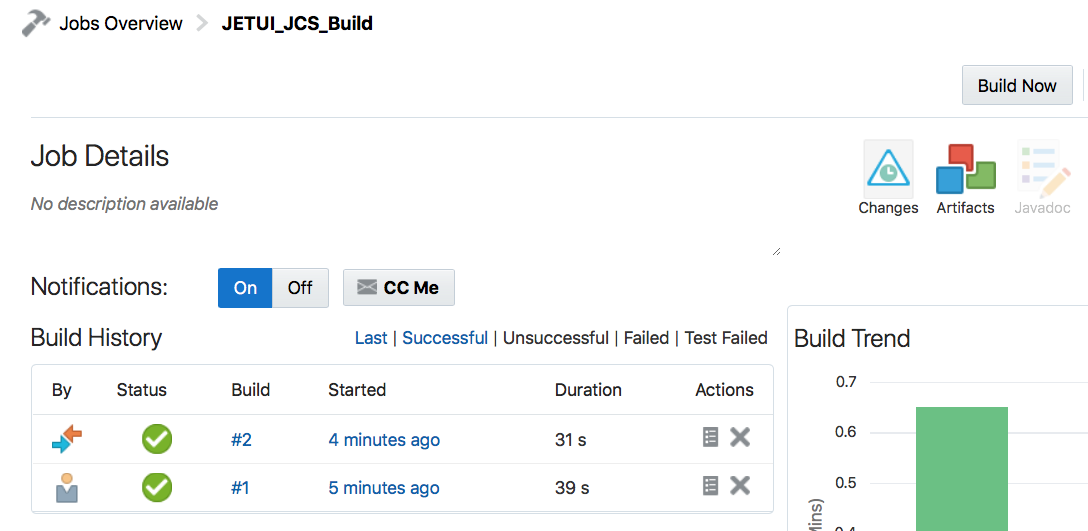 Jobs Overview JETUI_JCS_Build
Build Now
Job Details
No description available
Changes Artifacts Javadoc
Notifications: On Off CC Me
Build History Last | Successful | Unsuccessful | Failed | Test Failed
Build Trend
By Status Build Started Duration Actions
#2 4 minutes ago 31 s
#1 5 minutes ago 39 s
0.7
0.6
0.5